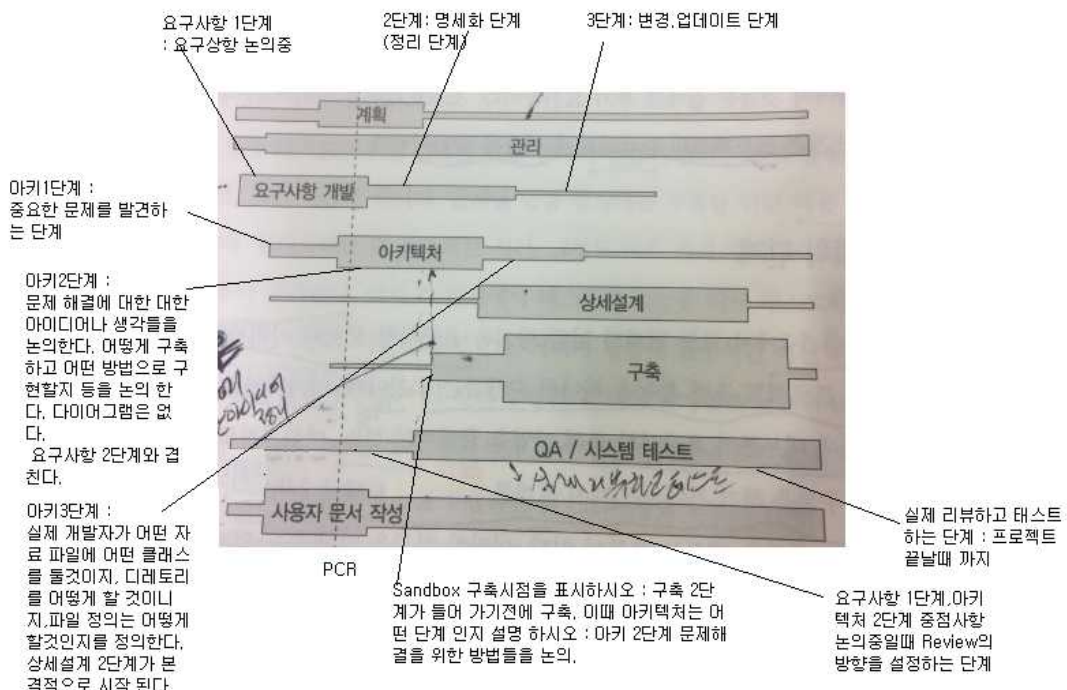 요구사항 1단계
: 요구상항 논의중
2단계: 명세화 단계
(정리 단계)
3단계: 변경,업데이트 단계
계획
관리
요구사항 개발
아키1단계 :
중요한 문제를 발견하
는 단계
아키텍처
아키2단계 :
문제 해결에 대한 대한
아이디어나 생각들을
논의한다. 어떻게 구축
하고 어떤 방법으로 구
현할지 등을 논의 한
다. 다이어그램은 없
다.
요구사항 2단계와 겹
친다.
상세설계
구축
QA / 시스템 테스트
사용자 문서 작성
아키3단계 :
실제 개발자가 어떤 자
료 파일에 어떤 클래스
를 둘것이지, 디레토리
를 어떻게 할 것이니
지,파일 정의는 어떻게
할것인지를 정의한다.
상세설계 2단계가 본
격적으로 시작 된다.
PCR
Sandbox 구축시점을 표시하시오 : 구축 2단
계가 들어 가기전에 구축, 이때 아키텍처는 어
떤 단계 인지 설명 하시오 : 아키 2단계 문제해
결을 위한 방법들을 논의,
실제 리뷰하고 태스트
하는 단계 : 프로젝트
끝날때 까지
요구사항 1단계,아키
텍처 2단계 중점사항
논의중일때 Review의
방향을 설정하는 단계